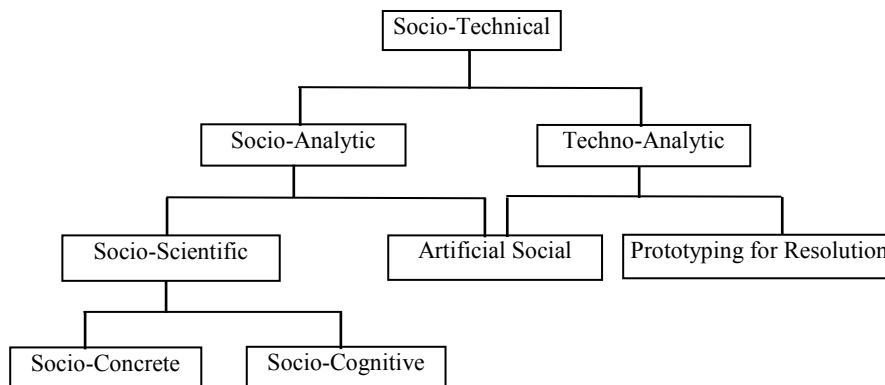 Socio-Technical
Socio-Analytic
Techno-Analytic
Socio-Scientific
Artificial Social
Prototyping for Resolution
Socio-Concrete
Socio-Cognitive